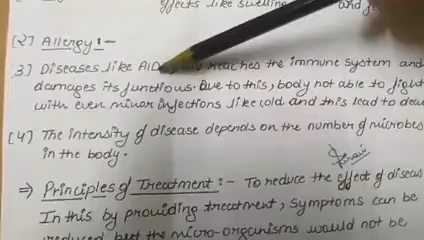 effects like swelling and
[2] Allergy :-
[3] Diseases like AID reaches the immune system and
damages its functions. Due to this, body not able to fight
with even minor infections like cold and this lead to
[4] The intensity of disease depends on the number of microbes
in the body.
⇒ Principles of Treatment :- To reduce the effect of
In this by providing treatment, symptoms can be
but the micro-organisms would not be